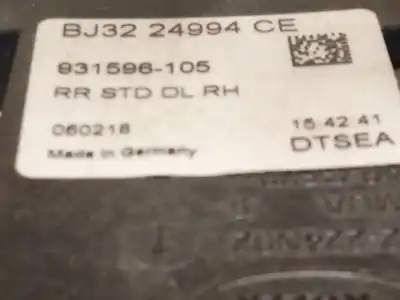 BJ32 24994 CE
931596-105
RR STD DL RH
060218 15 42 41
Made in Germany DTSEA